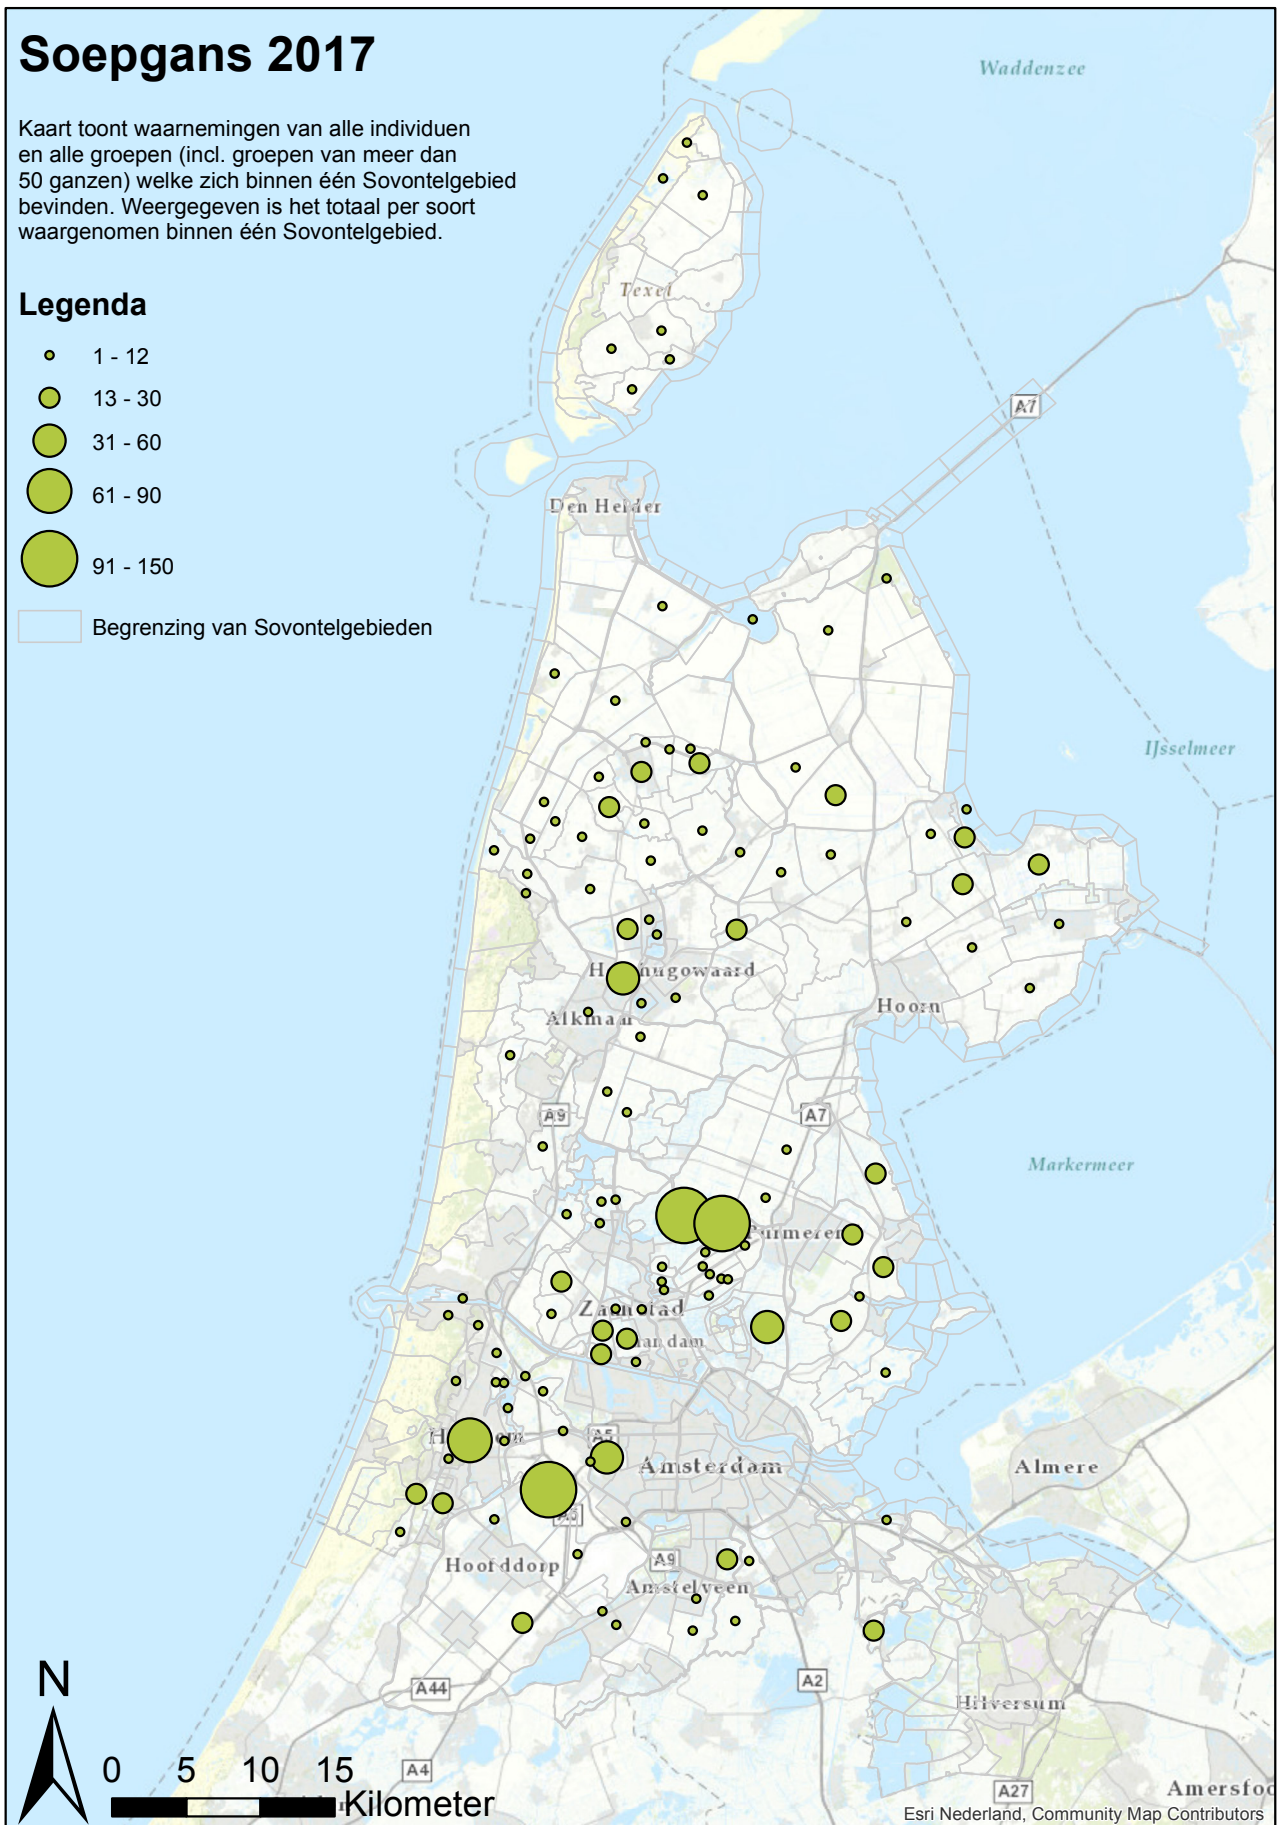 Soepgans 2017
Kaart toont waarnemingen van alle individuen
en alle groepen (incl. groepen van meer dan
50 ganzen) welke zich binnen één Sovontelgebied
bevinden. Weergegeven is het totaal per soort
waargenomen binnen één Sovontelgebied.
Legenda
1 - 12
13 - 30
31 - 60
61 - 90
91 - 150
Begrenzing van Sovontelgebieden
Waddenzee
Texel
A7
Den Helder
IJsselmeer
Hoorn
Alkmaar
A9
A7
Markermeer
Zaanstad
A5
Amsterdam
Almere
Hoofddorp
A9
Amstelveen
A44
A2
Hilversum
A4
A27
Amersfoo
N
0 5 10 15
Kilometer
Esri Nederland, Community Map Contributors